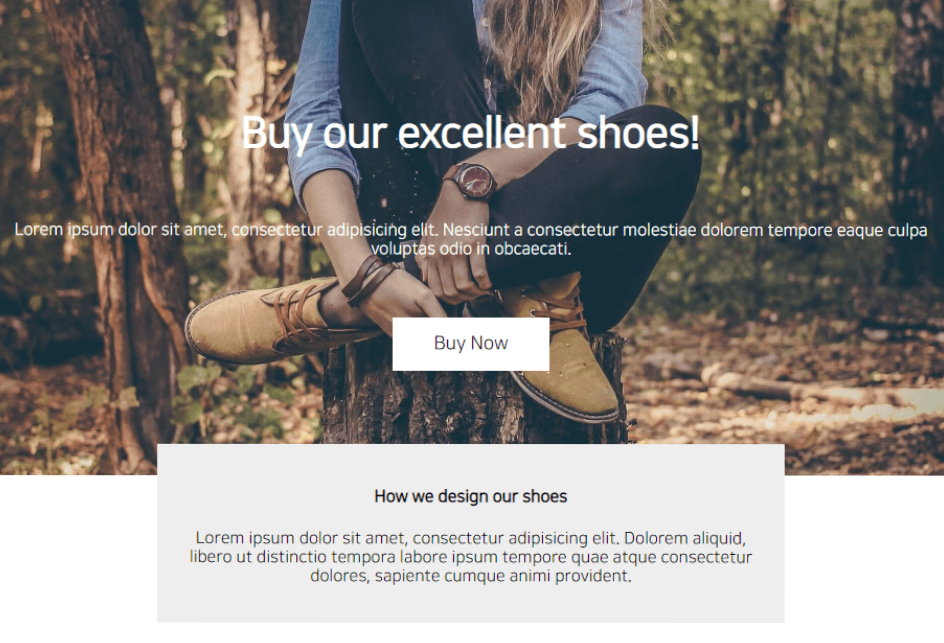 Buy our excellent shoes!
Lorem ipsum dolor sit amet, consectetur adipisicing elit. Nesciunt a consectetur molestiae dolorem tempore eaque culpa
voluptas odio in obcaecati.
Buy Now
How we design our shoes
Lorem ipsum dolor sit amet, consectetur adipisicing elit. Dolorem aliquid,
libero ut distinctio tempora labore ipsum tempore quae atque consectetur
dolores, sapiente cumque animi provident.